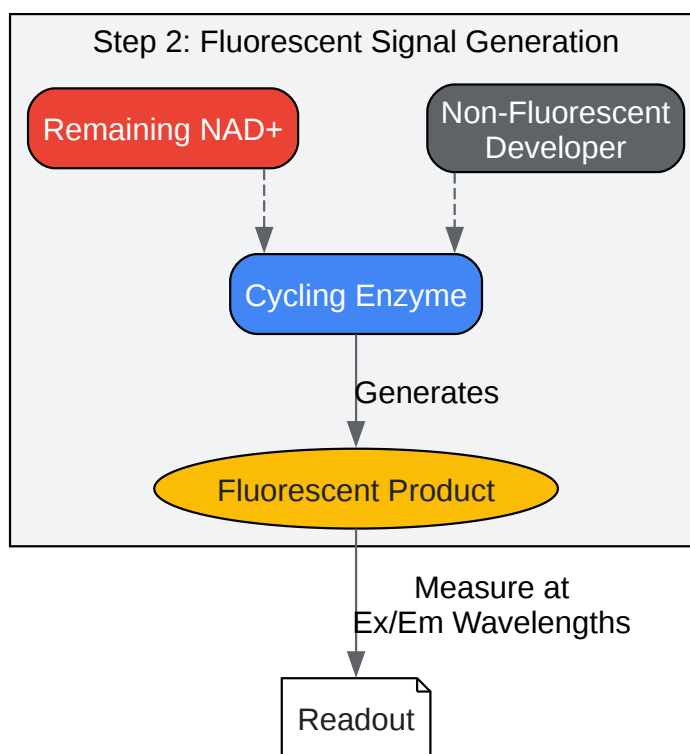 Step 2: Fluorescent Signal Generation
Remaining NAD+
Non-Fluorescent
Developer
Cycling Enzyme
Generates
Fluorescent Product
Measure at
Ex/Em Wavelengths
Readout